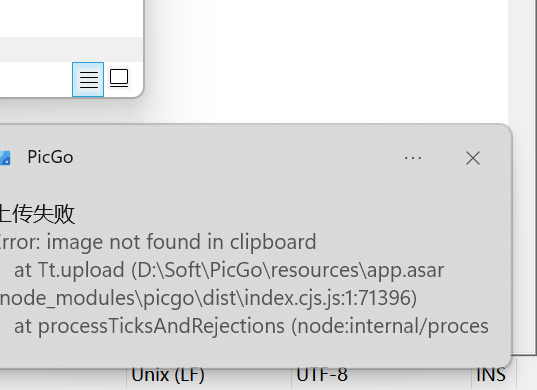 PicGo
上传失败
Error: image not found in clipboard
at Tt.upload (D:\Soft\PicGo\resources\app.asar
node_modules\picgo\dist\index.cjs.js:1:71396)
at processTicksAndRejections (node:internal/proces
Unix (LF) UTF-8 INS